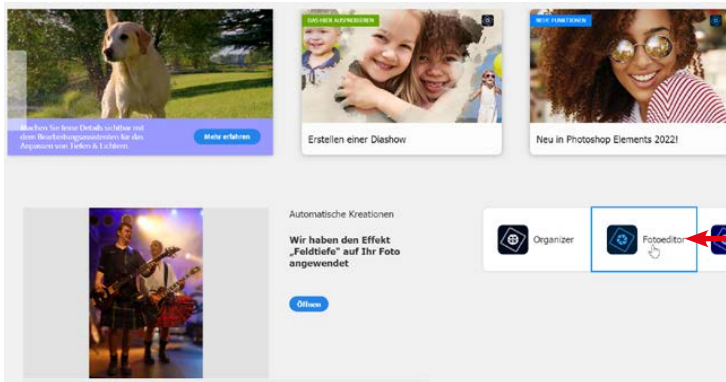 DAS HIER AUSPROBIEREN
NEUE FUNKTIONEN
Machen Sie feine Details sichtbar mit
dem Bearbeitungsassistenten für das
Anpassen von Tiefen & Lichtern.
Mehr erfahren
Erstellen einer Diashow
Neu in Photoshop Elements 2022!
Automatische Kreationen
Wir haben den Effekt
„Feldtiefe" auf Ihr Foto
angewendet
Öffnen
Organizer
Fotoeditor